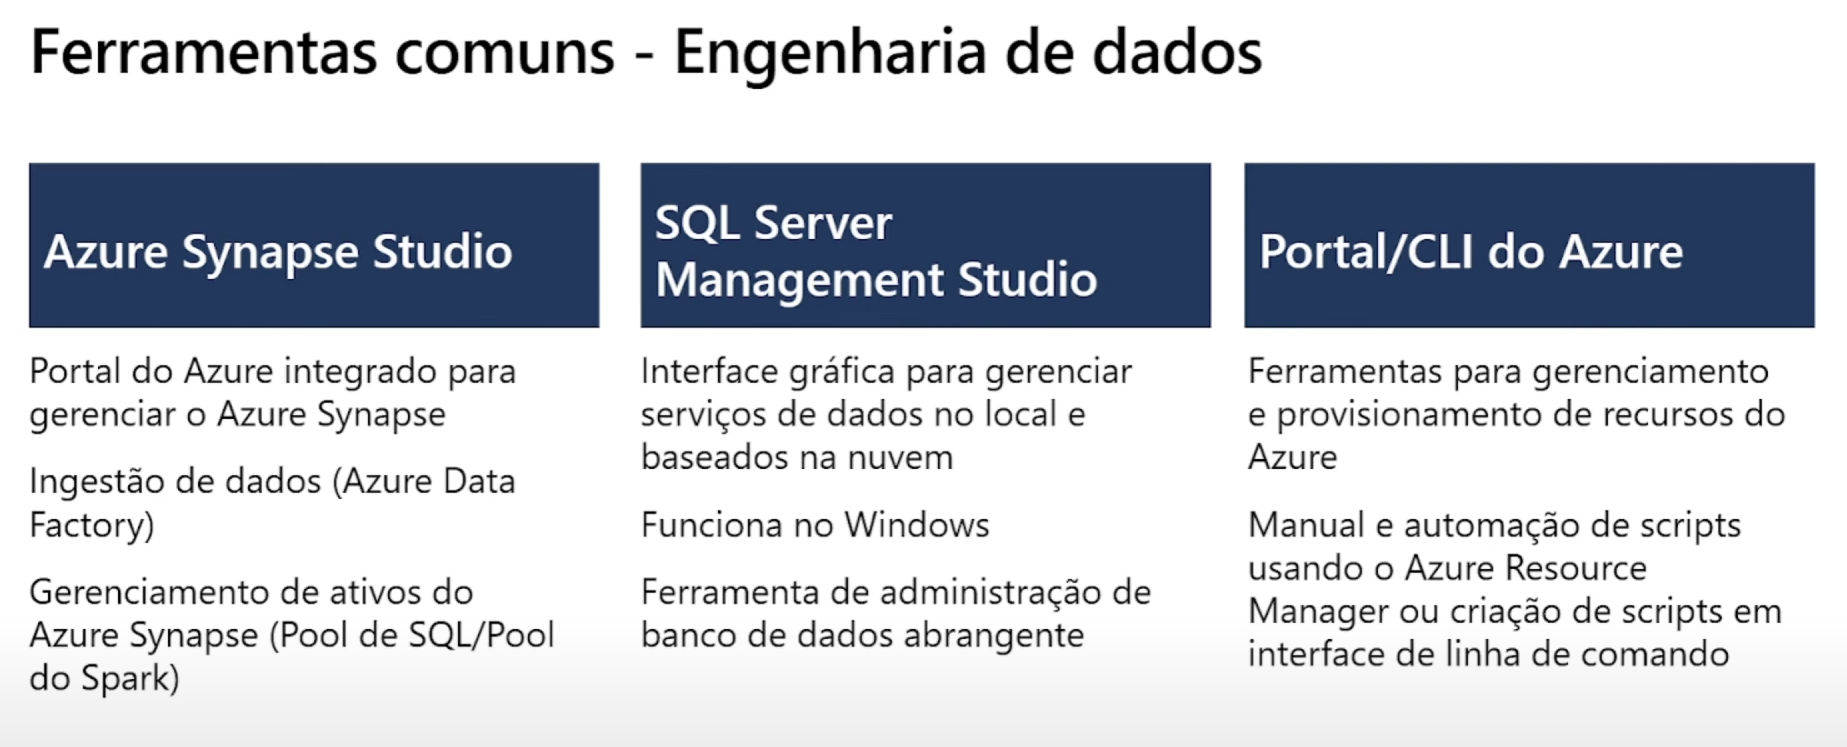 Ferramentas comuns - Engenharia de dados
Azure Synapse Studio
Portal do Azure integrado para
gerenciar o Azure Synapse
Ingestão de dados (Azure Data
Factory)
Gerenciamento de ativos do
Azure Synapse (Pool de SQL/Pool
do Spark)
SQL Server
Management Studio
Interface gráfica para gerenciar
serviços de dados no local e
baseados na nuvem
Funciona no Windows
Ferramenta de administração de
banco de dados abrangente
Portal/CLI do Azure
Ferramentas para gerenciamento
e provisionamento de recursos do
Azure
Manual e automação de scripts
usando o Azure Resource
Manager ou criação de scripts em
interface de linha de comando